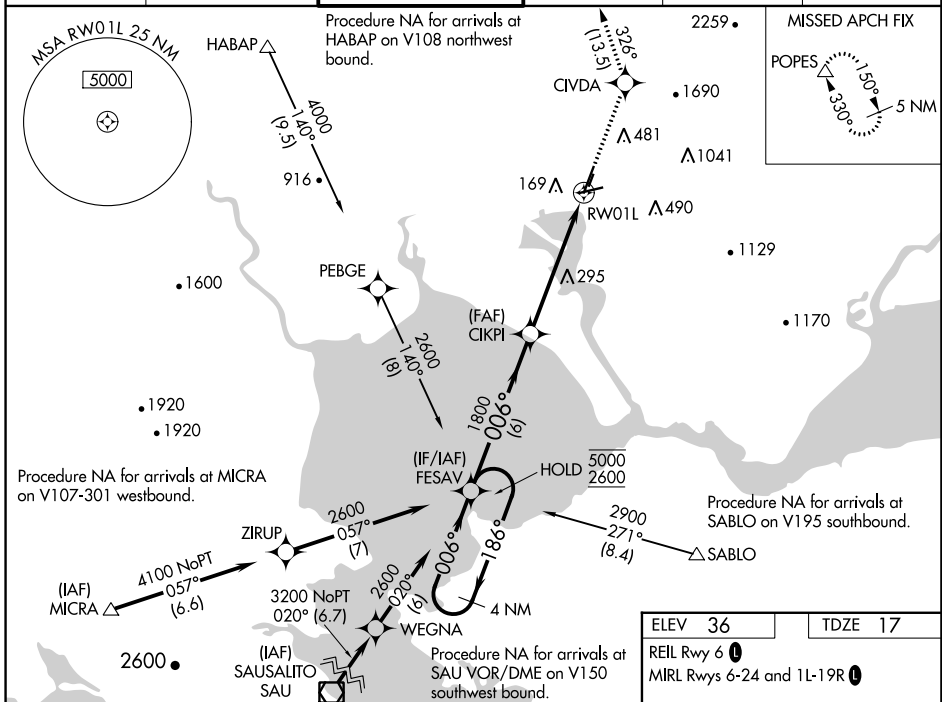 MSA RW01L 25 NM
5000
HABAP
Procedure NA for arrivals at
HABAP on V108 northwest
bound.
4000
140°
(9.5)
326°
(13.5)
CIVDA
2259
1690
481
1041
MISSED APCH FIX
POPES
150°
330°
5 NM
916
169
RW01L
490
1129
1600
PEBGE
295
1170
(FAF)
CIKPI
2600
140°
(8)
1800
006°
(6)
1920
1920
Procedure NA for arrivals at MICRA
on V107-301 westbound.
(IF/IAF)
FESAV
HOLD
5000
2600
Procedure NA for arrivals at
SABLO on V195 southbound.
2600
057°
(7)
ZIRUP
2900
271°
(8.4)
SABLO
4100 NoPT
057°
(6.6)
(IAF)
MICRA
2600
020°
(6)
006°
186°
4 NM
3200 NoPT
020° (6.7)
WEGNA
2600
(IAF)
SAUSALITO
SAU
Procedure NA for arrivals at
SAU VOR/DME on V150
southwest bound.
ELEV 36
TDZE 17
REIL Rwy 6 L
MIRL Rwys 6-24 and 1L-19R L